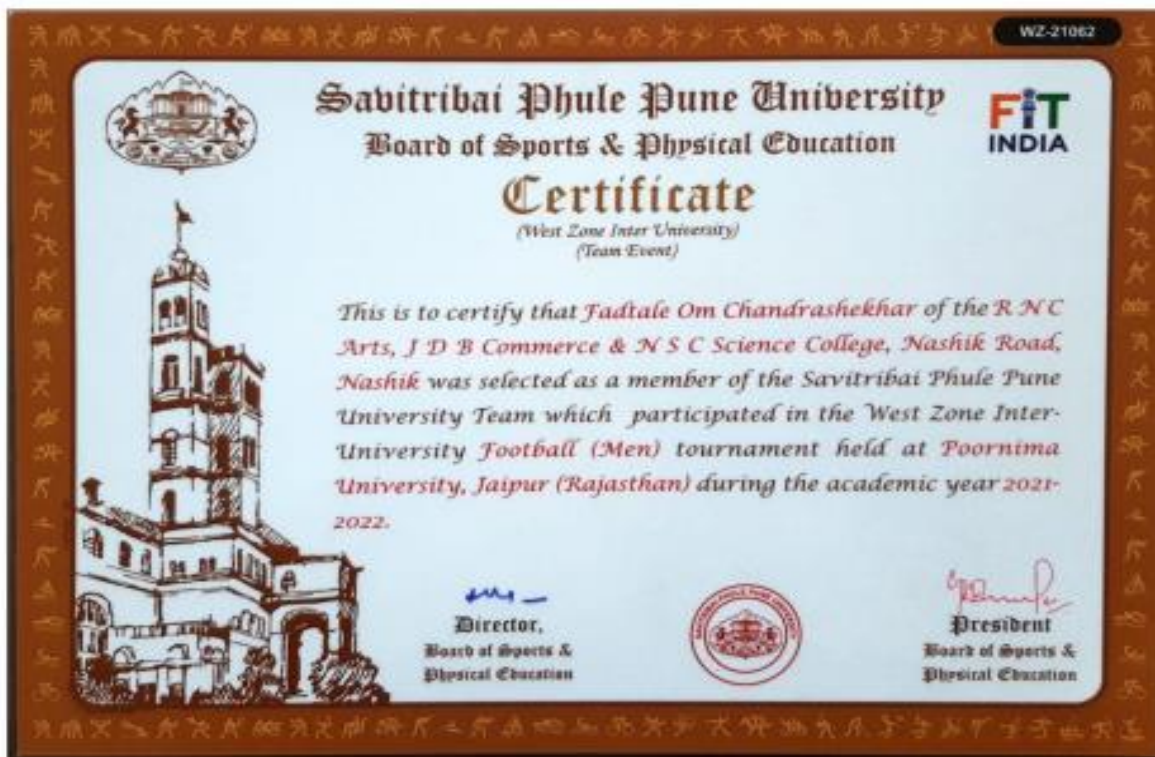 WZ-21062
Savitribai Phule Pune University
Board of Sports & Physical Education
FiT
INDIA
Certificate
(West Zone Inter University)
(Team Event)
This is to certify that Fadtale Om Chandrashekhar of the R N C
Arts, J D B Commerce & N S C Science College, Nashik Road,
Nashik was selected as a member of the Savitribai Phule Pune
University Team which participated in the West Zone Inter-
University Football (Men) tournament held at Poornima
University, Jaipur (Rajasthan) during the academic year 2021-
2022.
Director,
Board of Sports &
Physical Education
SAVITRIBAI PHULE PUNE UNIVERSITY
President
Board of Sports &
Physical Education